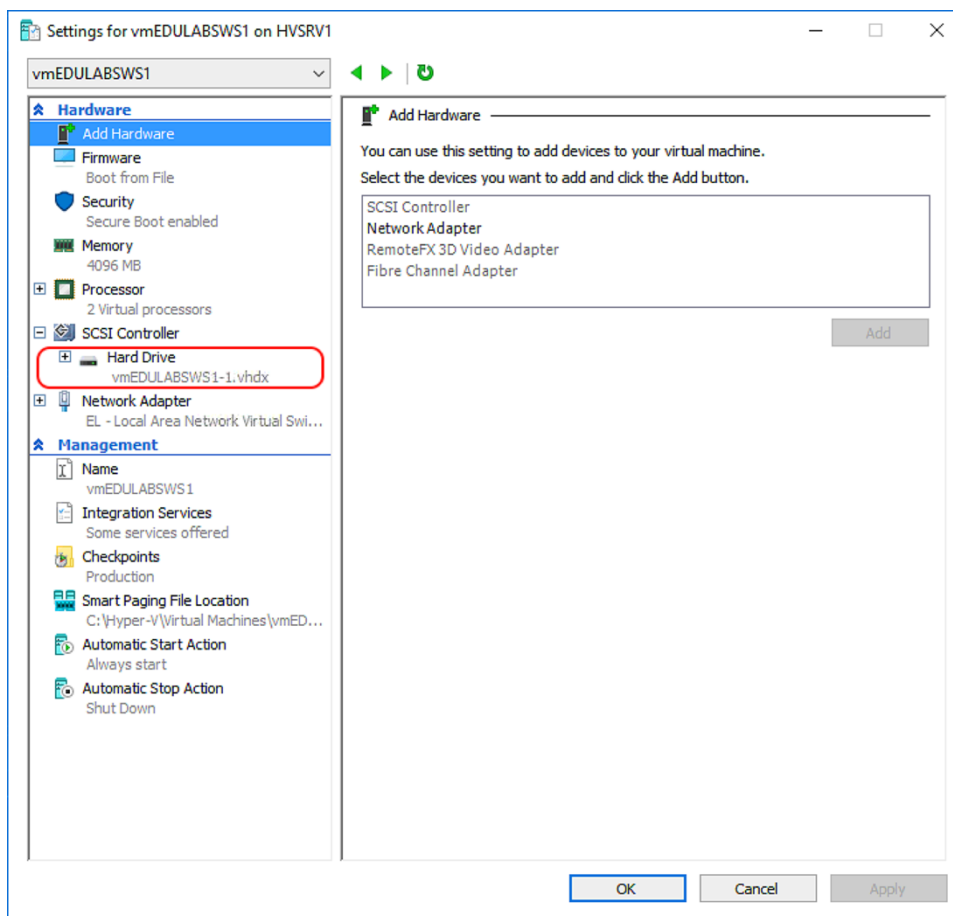 Settings for vmEDULABSWS1 on HVSRV1
vmEDULABSWS1
Hardware
Add Hardware
Firmware
Boot from File
Security
Secure Boot enabled
Memory
4096 MB
Processor
2 Virtual processors
SCSI Controller
Hard Drive
vmEDULABSWS1-1.vhdx
Network Adapter
EL - Local Area Network Virtual Swi...
Management
Name
vmEDULABSWS1
Integration Services
Some services offered
Checkpoints
Production
Smart Paging File Location
C:\Hyper-V\Virtual Machines\vmED...
Automatic Start Action
Always start
Automatic Stop Action
Shut Down
Add Hardware
You can use this setting to add devices to your virtual machine.
Select the devices you want to add and click the Add button.
SCSI Controller
Network Adapter
RemoteFX 3D Video Adapter
Fibre Channel Adapter
Add
OK
Cancel
Apply